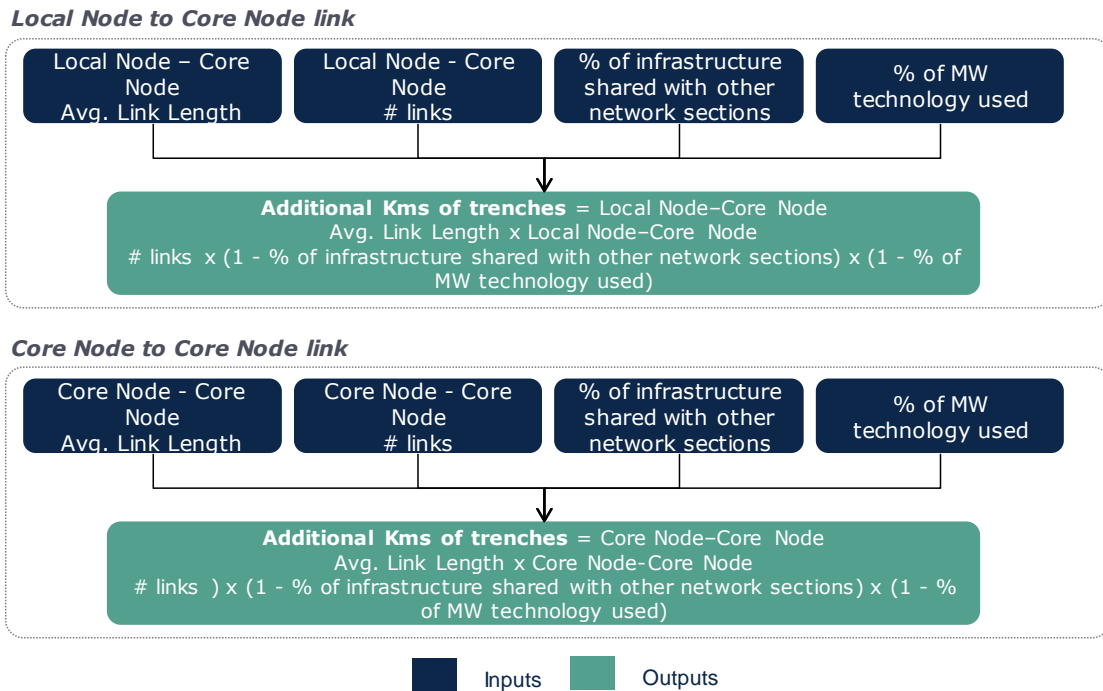 Local Node to Core Node link
Local Node – Core
Node
Avg. Link Length
Local Node - Core
Node
# links
% of infrastructure
shared with other
network sections
% of MW
technology used
Additional Kms of trenches = Local Node–Core Node
Avg. Link Length x Local Node–Core Node
# links x (1 - % of infrastructure shared with other network sections) x (1 - % of
MW technology used)
Core Node to Core Node link
Core Node - Core
Node
Avg. Link Length
Core Node - Core
Node
# links
% of infrastructure
shared with other
network sections
% of MW
technology used
Additional Kms of trenches = Core Node–Core Node
Avg. Link Length x Core Node-Core Node
# links ) x (1 - % of infrastructure shared with other network sections) x (1 - %
of MW technology used)
Inputs
Outputs